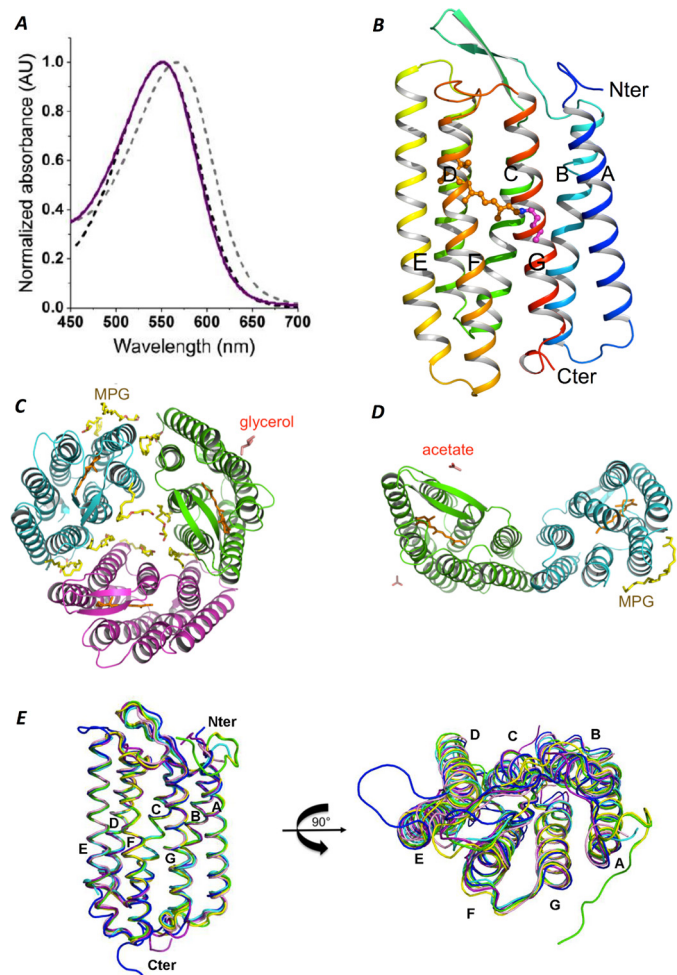 A
Normalized absorbance (AU)
1.0
0.8
0.6
0.4
0.2
0.0
450 500 550 600 650 700
Wavelength (nm)
B
Nter
D C B A
E F G
Cter
C
MPG
glycerol
D
acetate
MPG
E
Nter
D C B A
E F G
Cter
90°
D C B
E A
F G